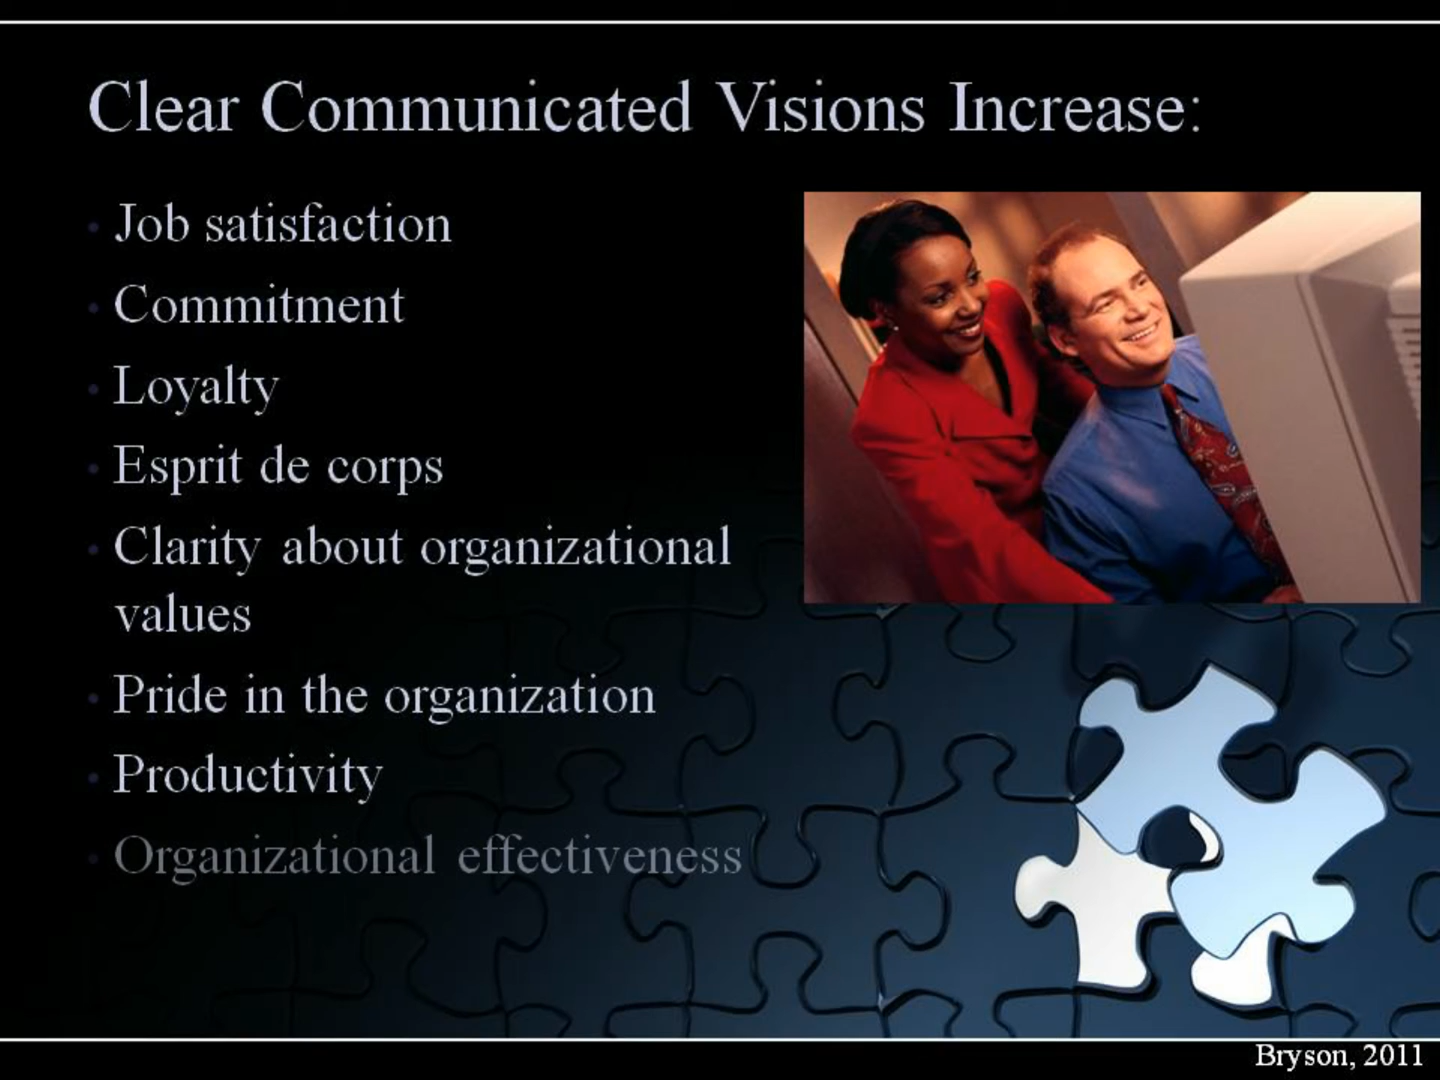 Clear Communicated Visions Increase:
• Job satisfaction
• Commitment
• Loyalty
• Esprit de corps
• Clarity about organizational
values
• Pride in the organization
• Productivity
• Organizational effectiveness
Bryson, 2011